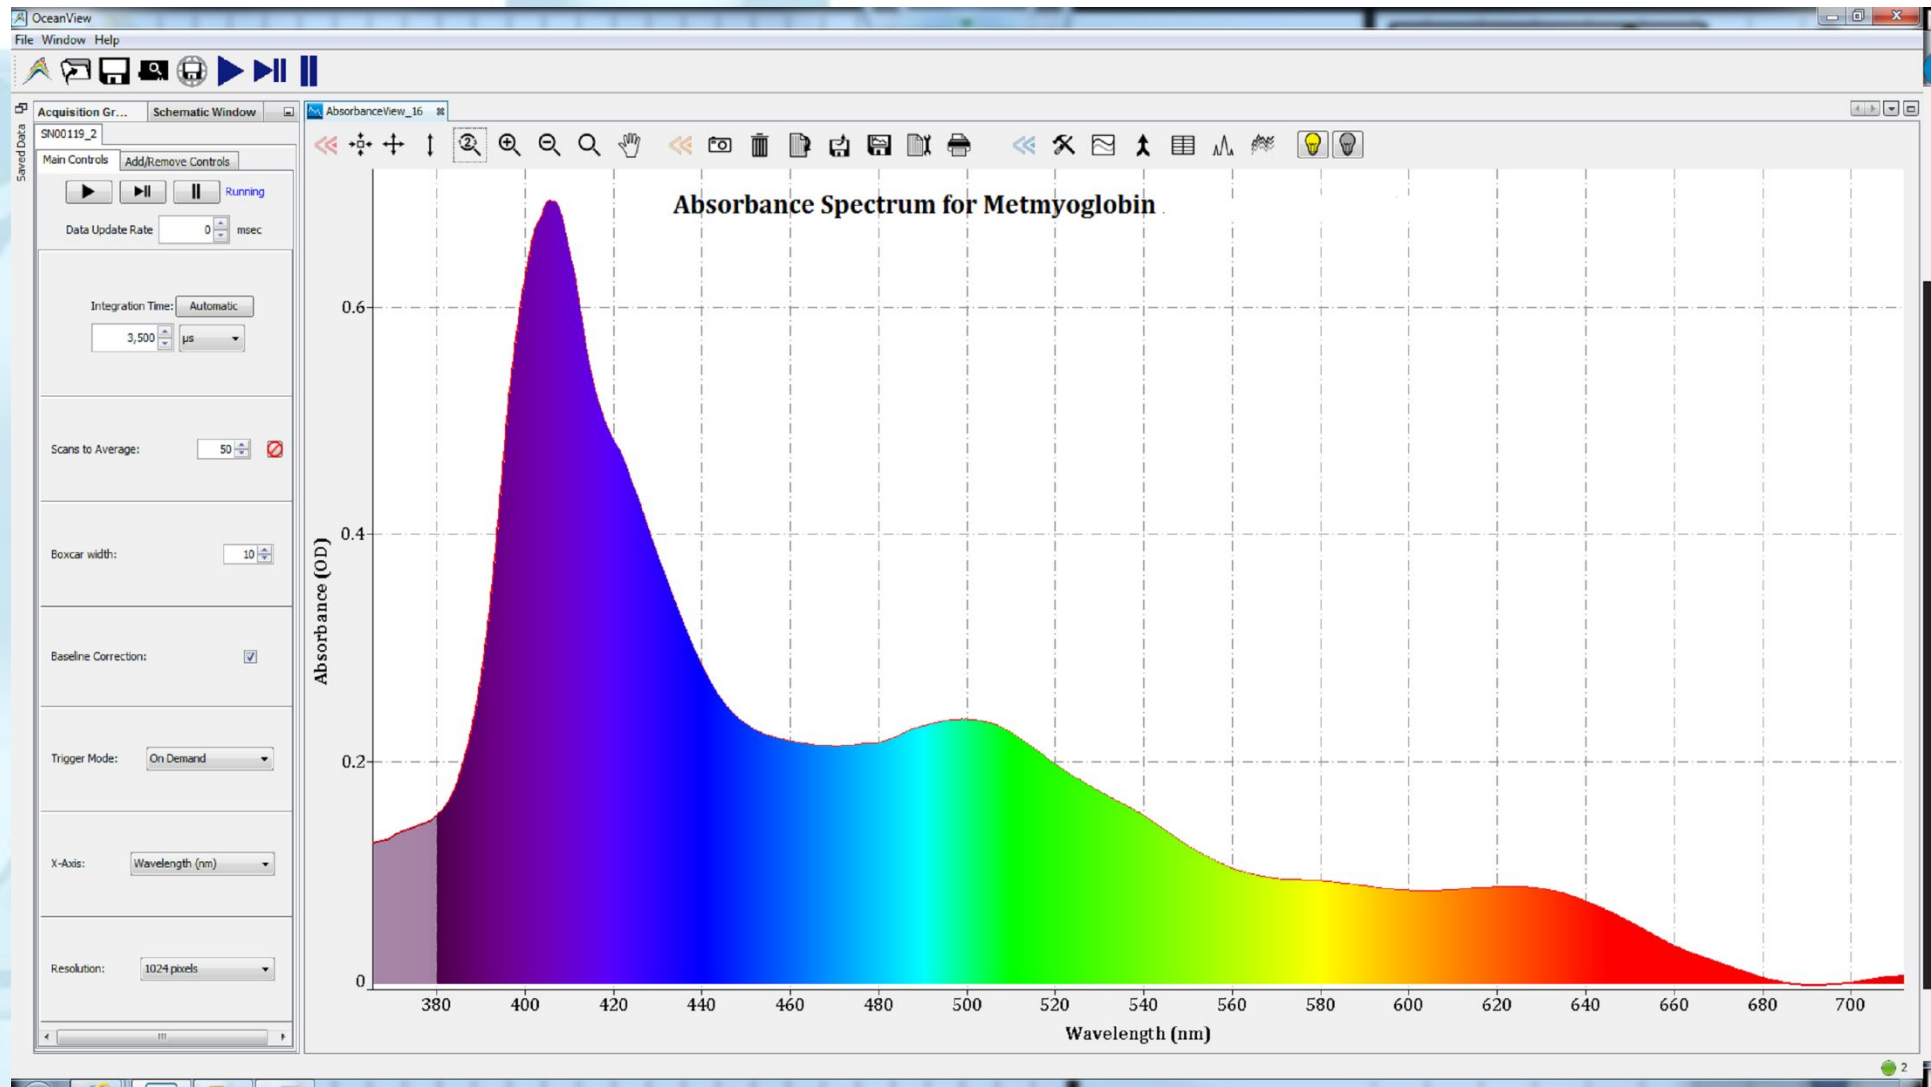 OceanView
File Window Help
Saved Data
Acquisition Gr... Schematic Window
SN00119_2
Main Controls Add/Remove Controls
Running
Data Update Rate 0 msec
Integration Time: Automatic
3,500 µs
Scans to Average: 50
Boxcar width: 10
Baseline Correction:
Trigger Mode: On Demand
X-Axis: Wavelength (nm)
Resolution: 1024 pixels
AbsorbanceView_16
2
Absorbance Spectrum for Metmyoglobin
Absorbance (OD)
0.6
0.4
0.2
0
380 400 420 440 460 480 500 520 540 560 580 600 620 640 660 680 700
Wavelength (nm)
2